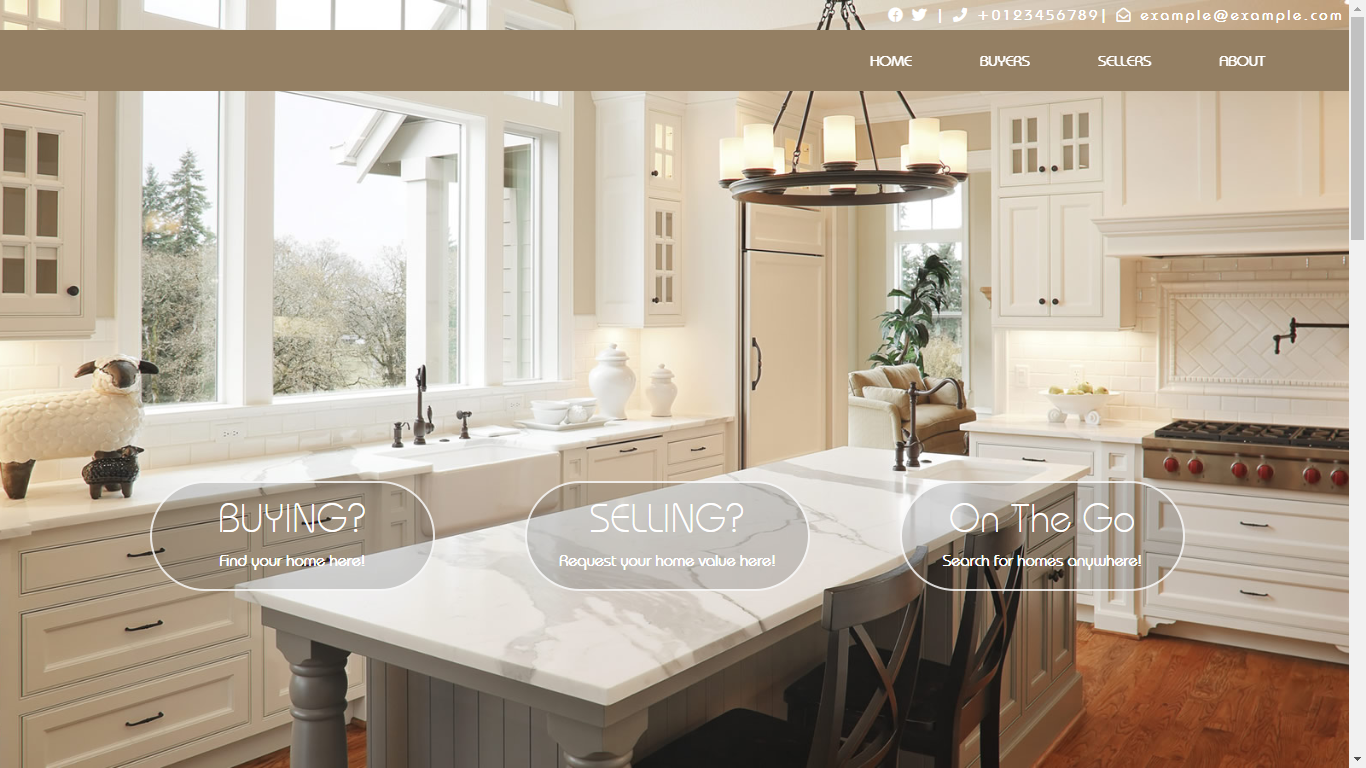 | +0123456789| example@example.com
HOME BUYERS SELLERS ABOUT
BUYING?
Find your home here!
SELLING?
Request your home value here!
On The Go
Search for homes anywhere!